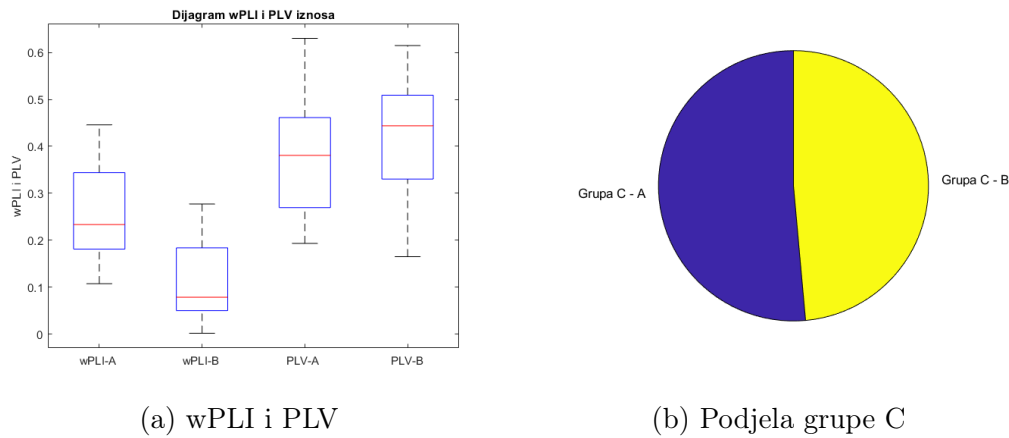 Dijagram wPLI i PLV iznosa
wPLI i PLV
0.6
0.5
0.4
0.3
0.2
0.1
0
wPLI-A
wPLI-B
PLV-A
PLV-B
(a) wPLI i PLV
Grupa C - A
Grupa C - B
(b) Podjela grupe C